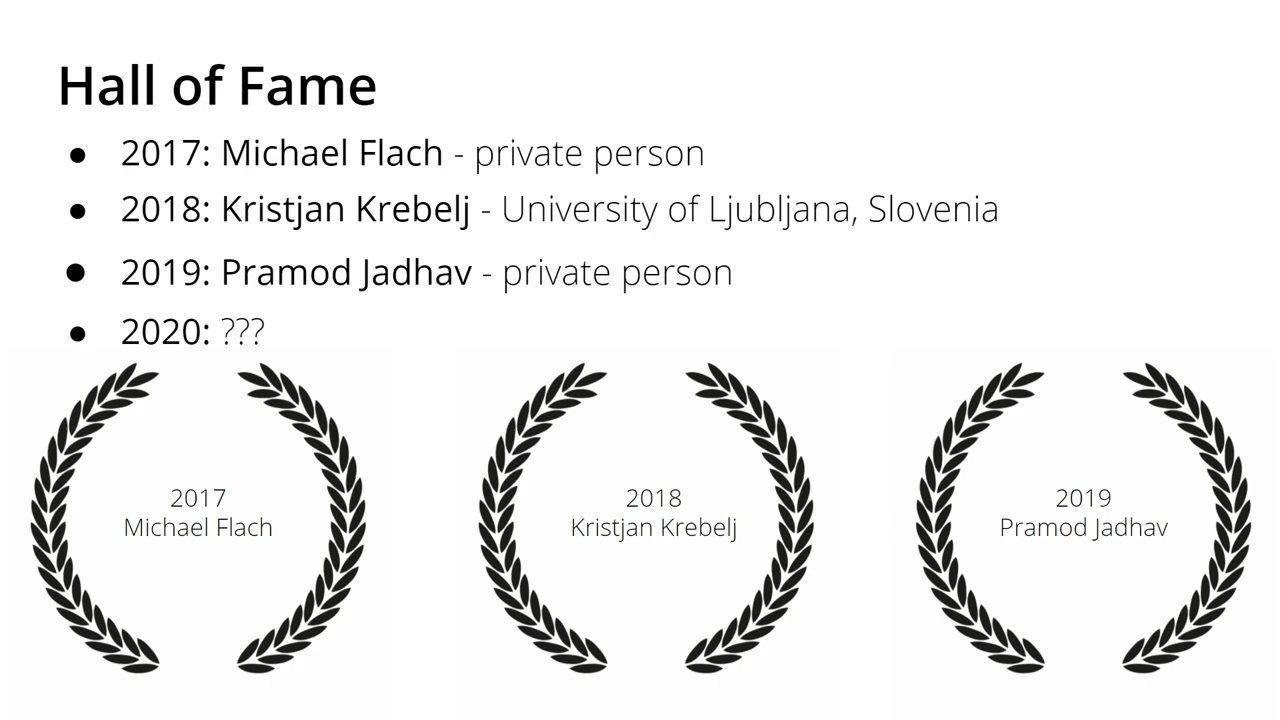 Hall of Fame
● 2017: Michael Flach - private person
● 2018: Kristjan Krebelj - University of Ljubljana, Slovenia
● 2019: Pramod Jadhav - private person
● 2020: ???
2017
Michael Flach
2018
Kristjan Krebelj
2019
Pramod Jadhav